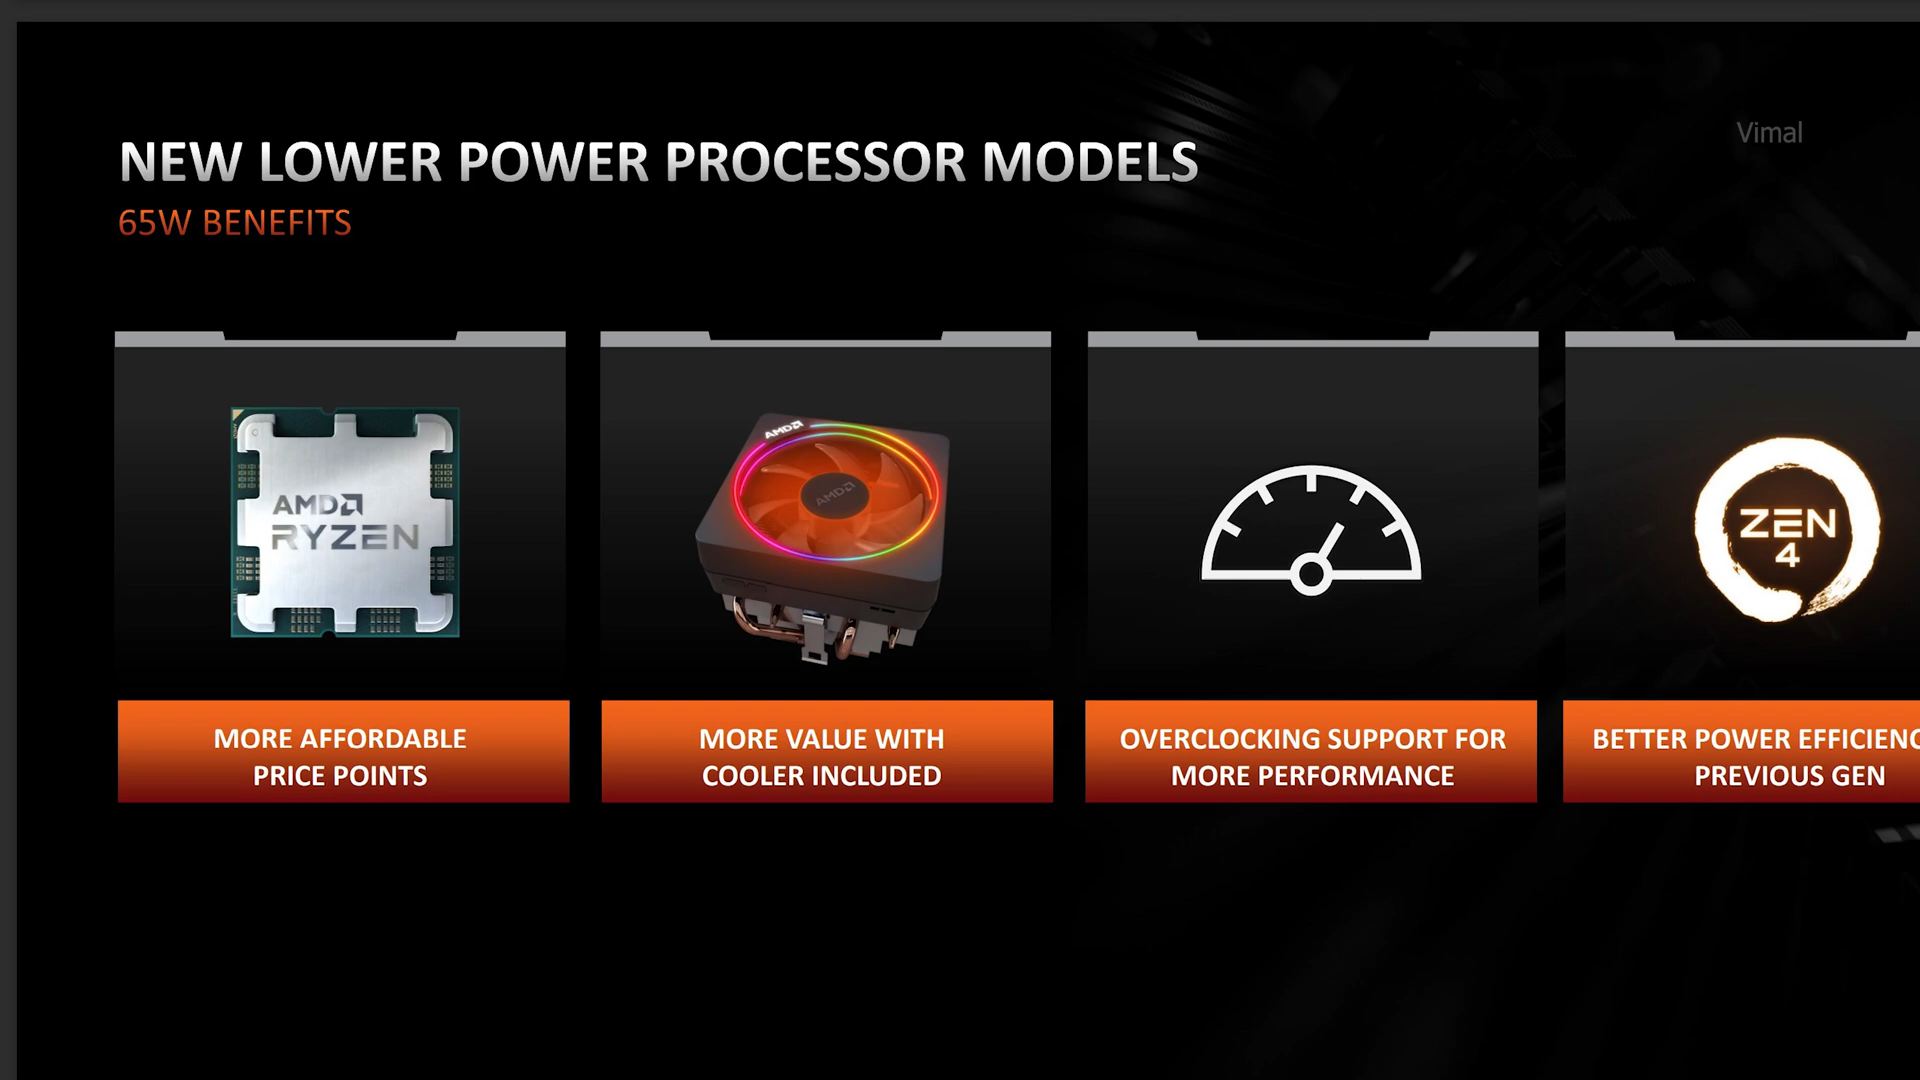 Vimal
NEW LOWER POWER PROCESSOR MODELS
65W BENEFITS
AMD
RYZEN
AMD
AMD
ZEN
4
MORE AFFORDABLE
PRICE POINTS
MORE VALUE WITH
COOLER INCLUDED
OVERCLOCKING SUPPORT FOR
MORE PERFORMANCE
BETTER POWER
PREVIOUS GEN